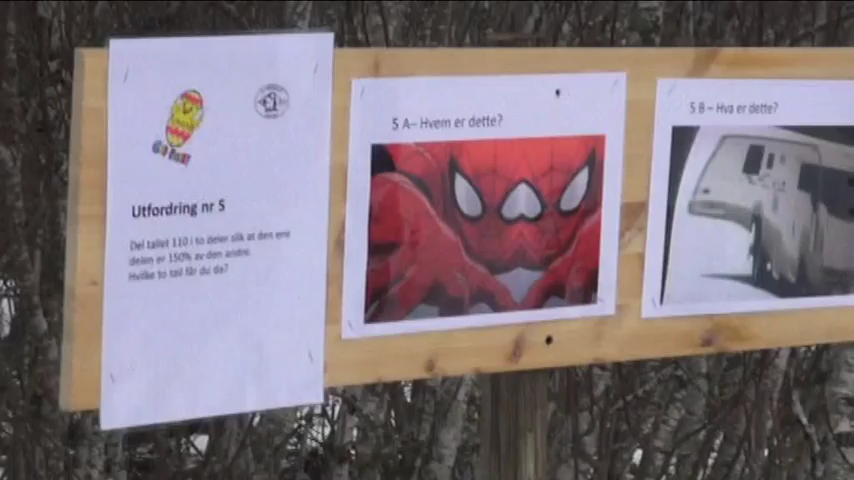 Utfordring nr 5
Del tallet 110 i to deler slik at den ene
delen er 150% av den andre.
Hvilke to tall får du da?
5 A– Hvem er dette?
5 B – Hva er dette?